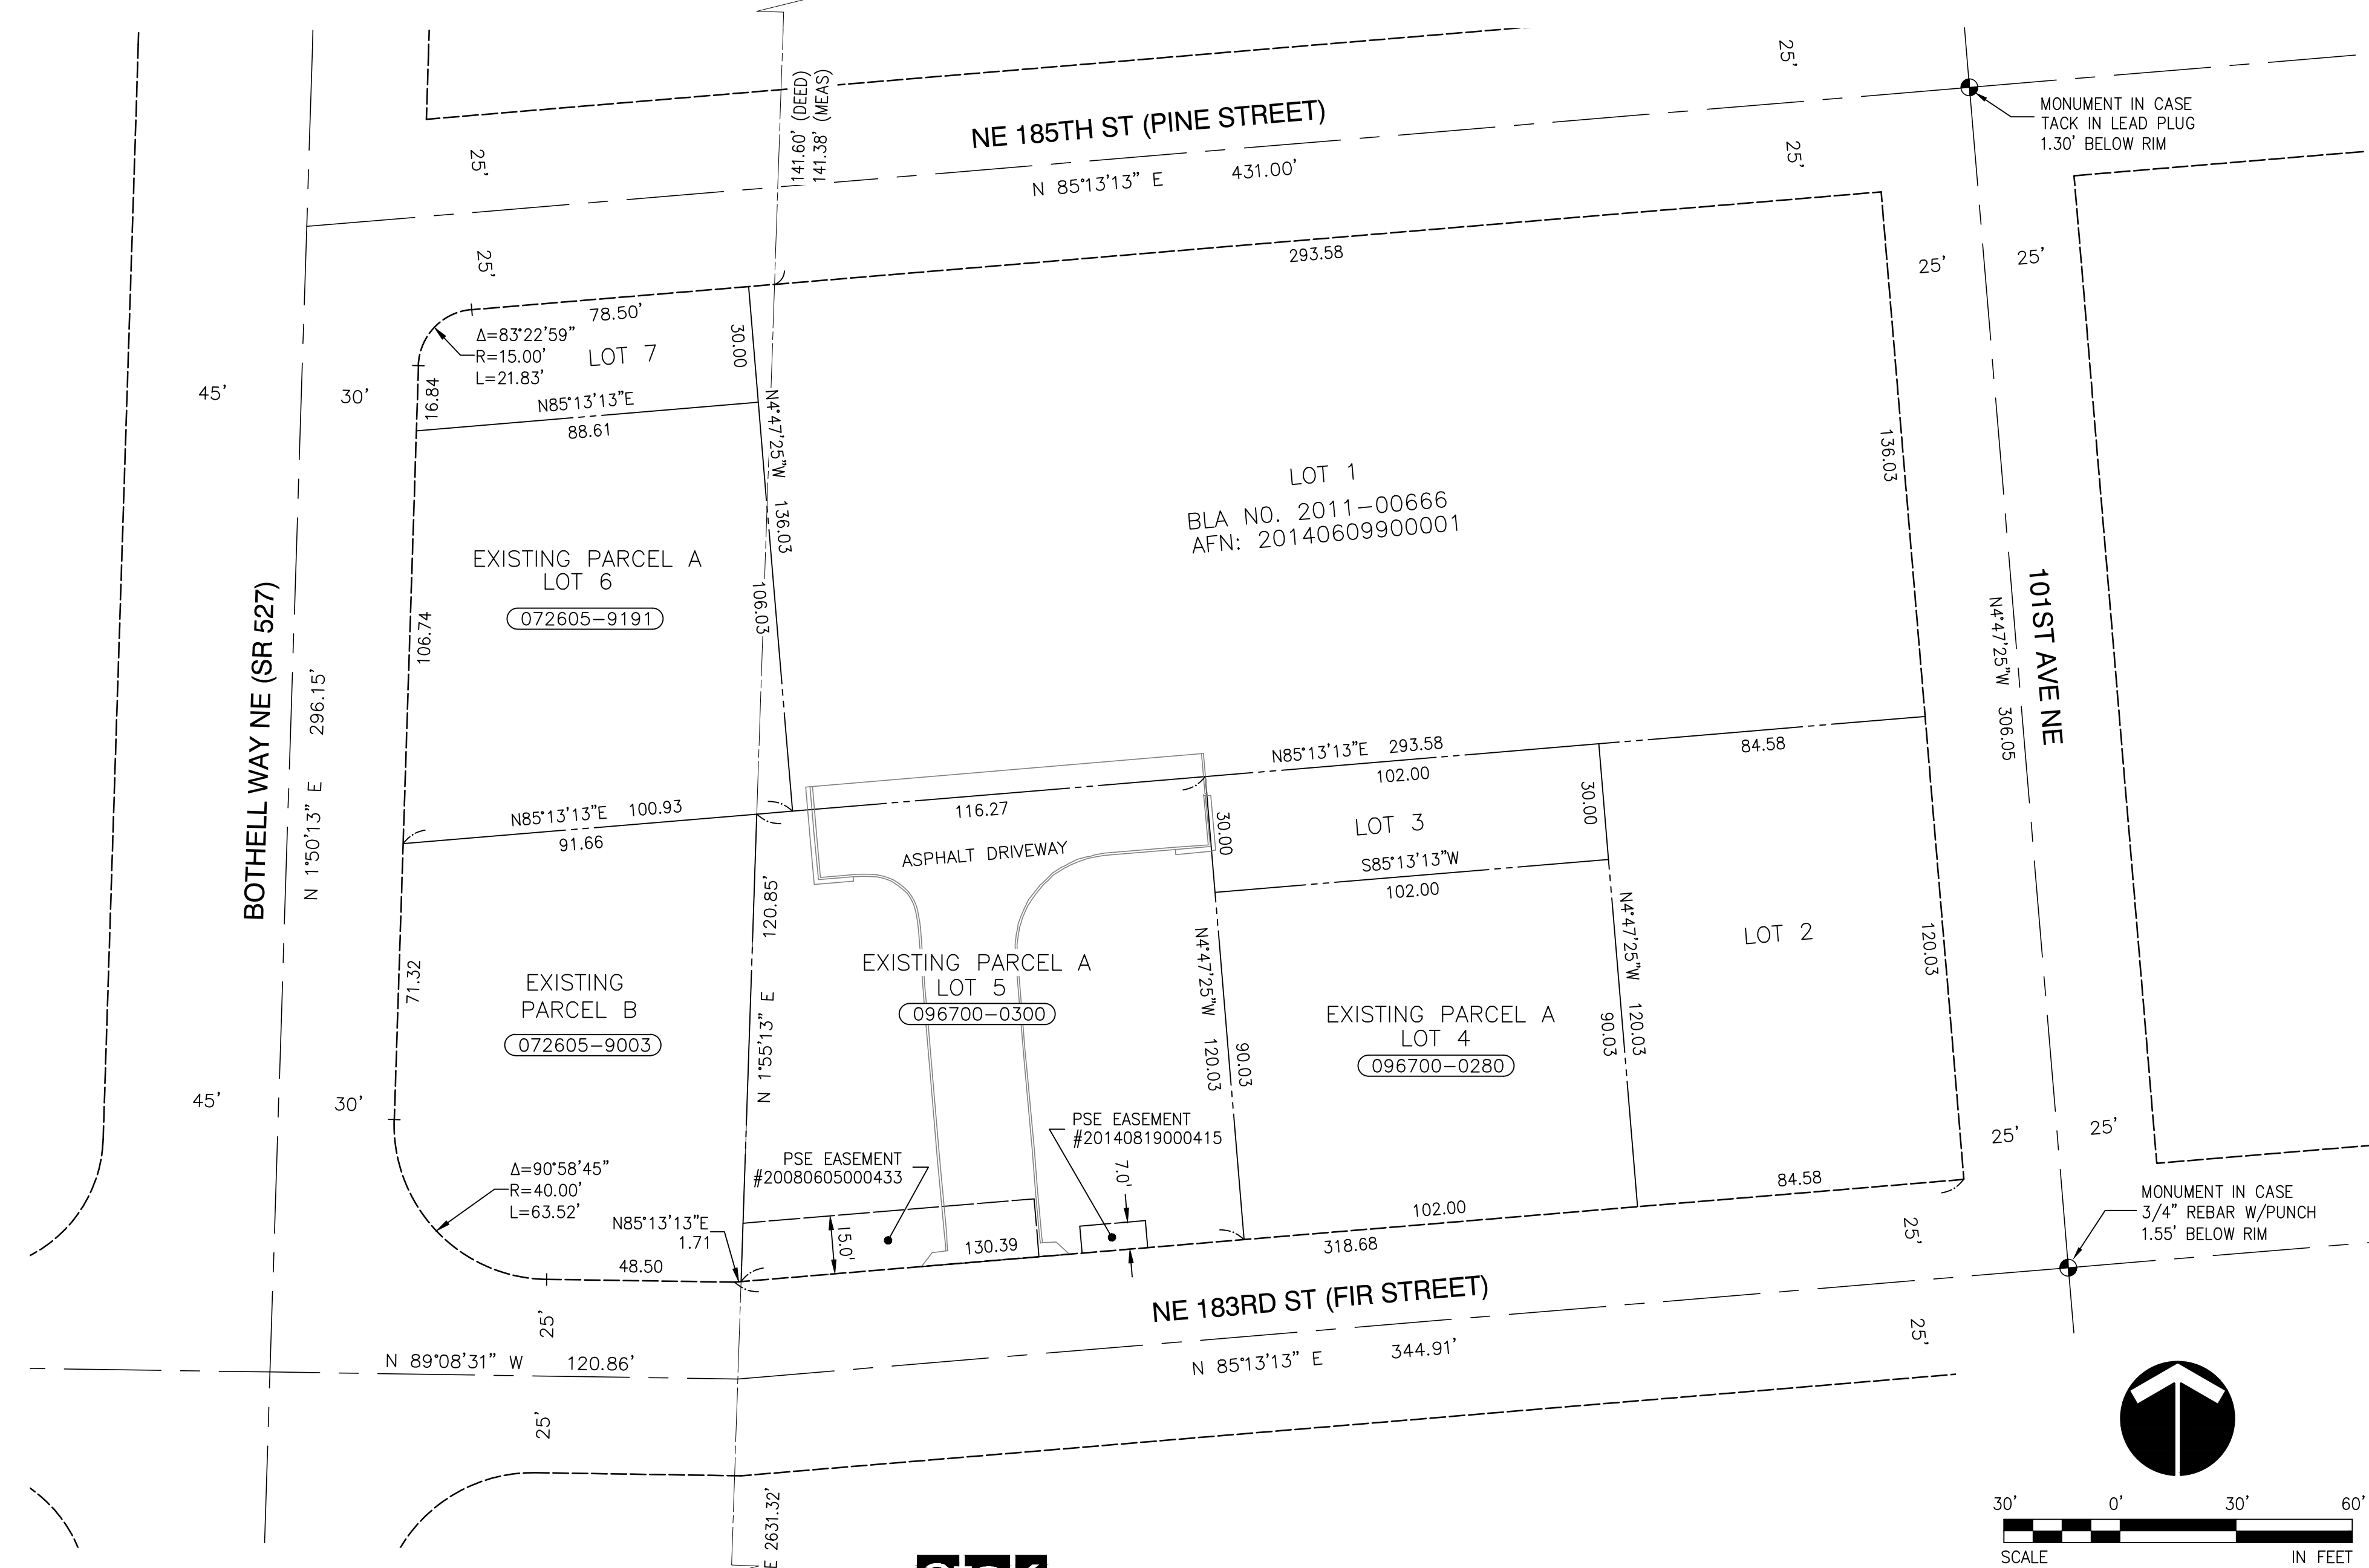 141.60' (DEED)
141.38' (MEAS)
NE 185TH ST (PINE STREET)
N 85°13'13" E 431.00'
25'
25'
25'
25'
MONUMENT IN CASE
TACK IN LEAD PLUG
1.30' BELOW RIM
293.58
25'
25'
78.50'
Δ=83°22'59"
R=15.00'
L=21.83'
LOT 7
30.00
16.84
N85°13'13"E
88.61
45'
30'
N4°47'25"W 136.03
136.03
LOT 1
BLA NO. 2011-00666
AFN: 20140609900001
EXISTING PARCEL A
LOT 6
072605-9191
106.03
106.74
BOTHELL WAY NE (SR 527)
N 1°50'13" E 296.15'
101ST AVE NE
N4°47'25"W 306.05
N85°13'13"E 100.93
91.66
116.27
N85°13'13"E 293.58
102.00
84.58
ASPHALT DRIVEWAY
30.00
LOT 3
30.00
S85°13'13"W
102.00
120.85'
N 1°55'13" E
71.32
EXISTING
PARCEL B
072605-9003
EXISTING PARCEL A
LOT 5
096700-0300
N4°47'25"W 120.03
90.03
EXISTING PARCEL A
LOT 4
096700-0280
N4°47'25"W 120.03
90.03
LOT 2
120.03
45'
30'
25'
25'
PSE EASEMENT
#20140819000415
7.0'
PSE EASEMENT
#20080605000433
15.0'
Δ=90°58'45"
R=40.00'
L=63.52'
N85°13'13"E
1.71
48.50
130.39
102.00
318.68
84.58
MONUMENT IN CASE
3/4" REBAR W/PUNCH
1.55' BELOW RIM
NE 183RD ST (FIR STREET)
25'
25'
25'
25'
N 89°08'31" W 120.86'
N 85°13'13" E 344.91'
E 2631.32'
30' 0' 30' 60'
SCALE IN FEET